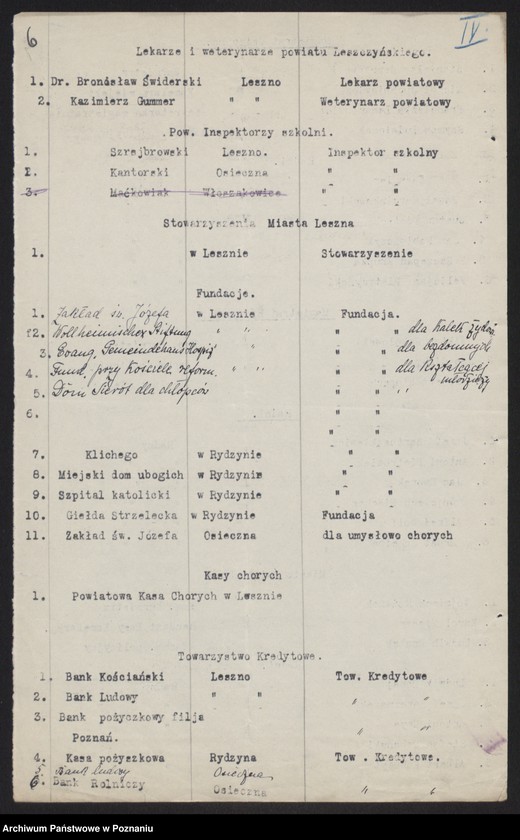 6
IV.
Lekarze i weterynarze powiatu Leszczyńskiego.
1. Dr. Bronisław Świderski Leszno Lekarz powiatowy
2. Kazimierz Gummer " " Weterynarz powiatowy
Pow. Inspektorzy szkolni.
1. Szrejbrowski Leszno. Inspektor szkolny
2. Kantorski Osieczna " "
3. Maćkowiak Włoszakowice " "
Stowarzyszenia Miasta Leszna
1. w Lesznie Stowarzyszenie
Fundacje.
1. Zakład św. Józefa w Lesznie Fundacja.
2. Wollheimischer Stiftung " " " " dla kalek żydów
3. Evang. Gemeindehaus Hospiz " " " dla bezdomnych
4. Fund. przy Kościele reform. " " " " dla kształcącej młodzieży
5. Dom Sierót dla chłopców " " "
6. " "
7. Klichego w Rydzynie " "
8. Miejski dom ubogich w Rydzynie " "
9. Szpital katolicki w Rydzynie " "
10. Giełda Strzelecka w Rydzynie Fundacja
11. Zakład św. Józefa Osieczna dla umysłowo chorych
Kasy chorych
1. Powiatowa Kasa Chorych w Lesznie
Towarzystwo Kredytowe.
1. Bank Kościański Leszno Tow. Kredytowe
2. Bank Ludowy " " " "
3. Bank pożyczkowy filja
Poznań. " "
4. Kasa pożyszkowa Rydzyna Tow . Kredytowe.
5. Bank ludowy Osieczna
6. Bank Rolniczy Osieczna " "
Archiwum Państwowe w Poznaniu